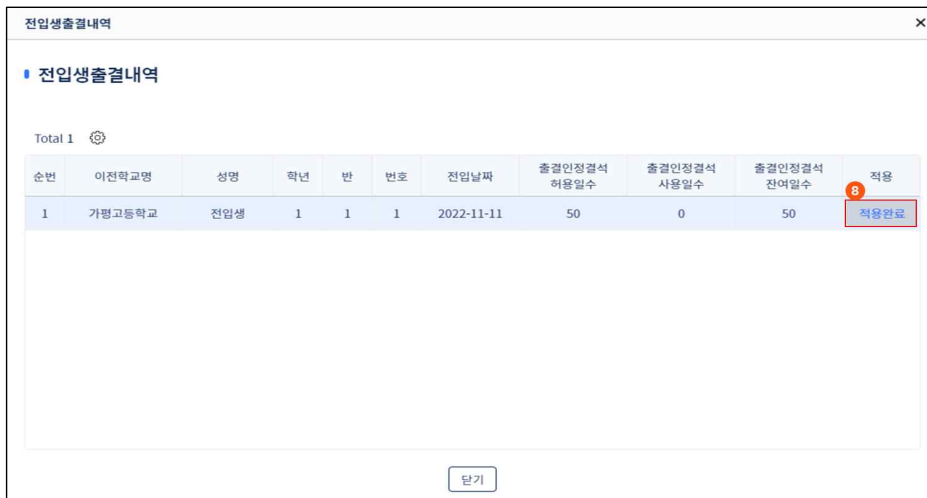 전입생출결내역 ×
전입생출결내역
Total 1
순번 이전학교명 성명 학년 반 번호 전입날짜 출결인정결석 허용일수 출결인정결석 사용일수 출결인정결석 잔여일수 적용
8
1 가평고등학교 전입생 1 1 1 2022-11-11 50 0 50 적용완료
닫기